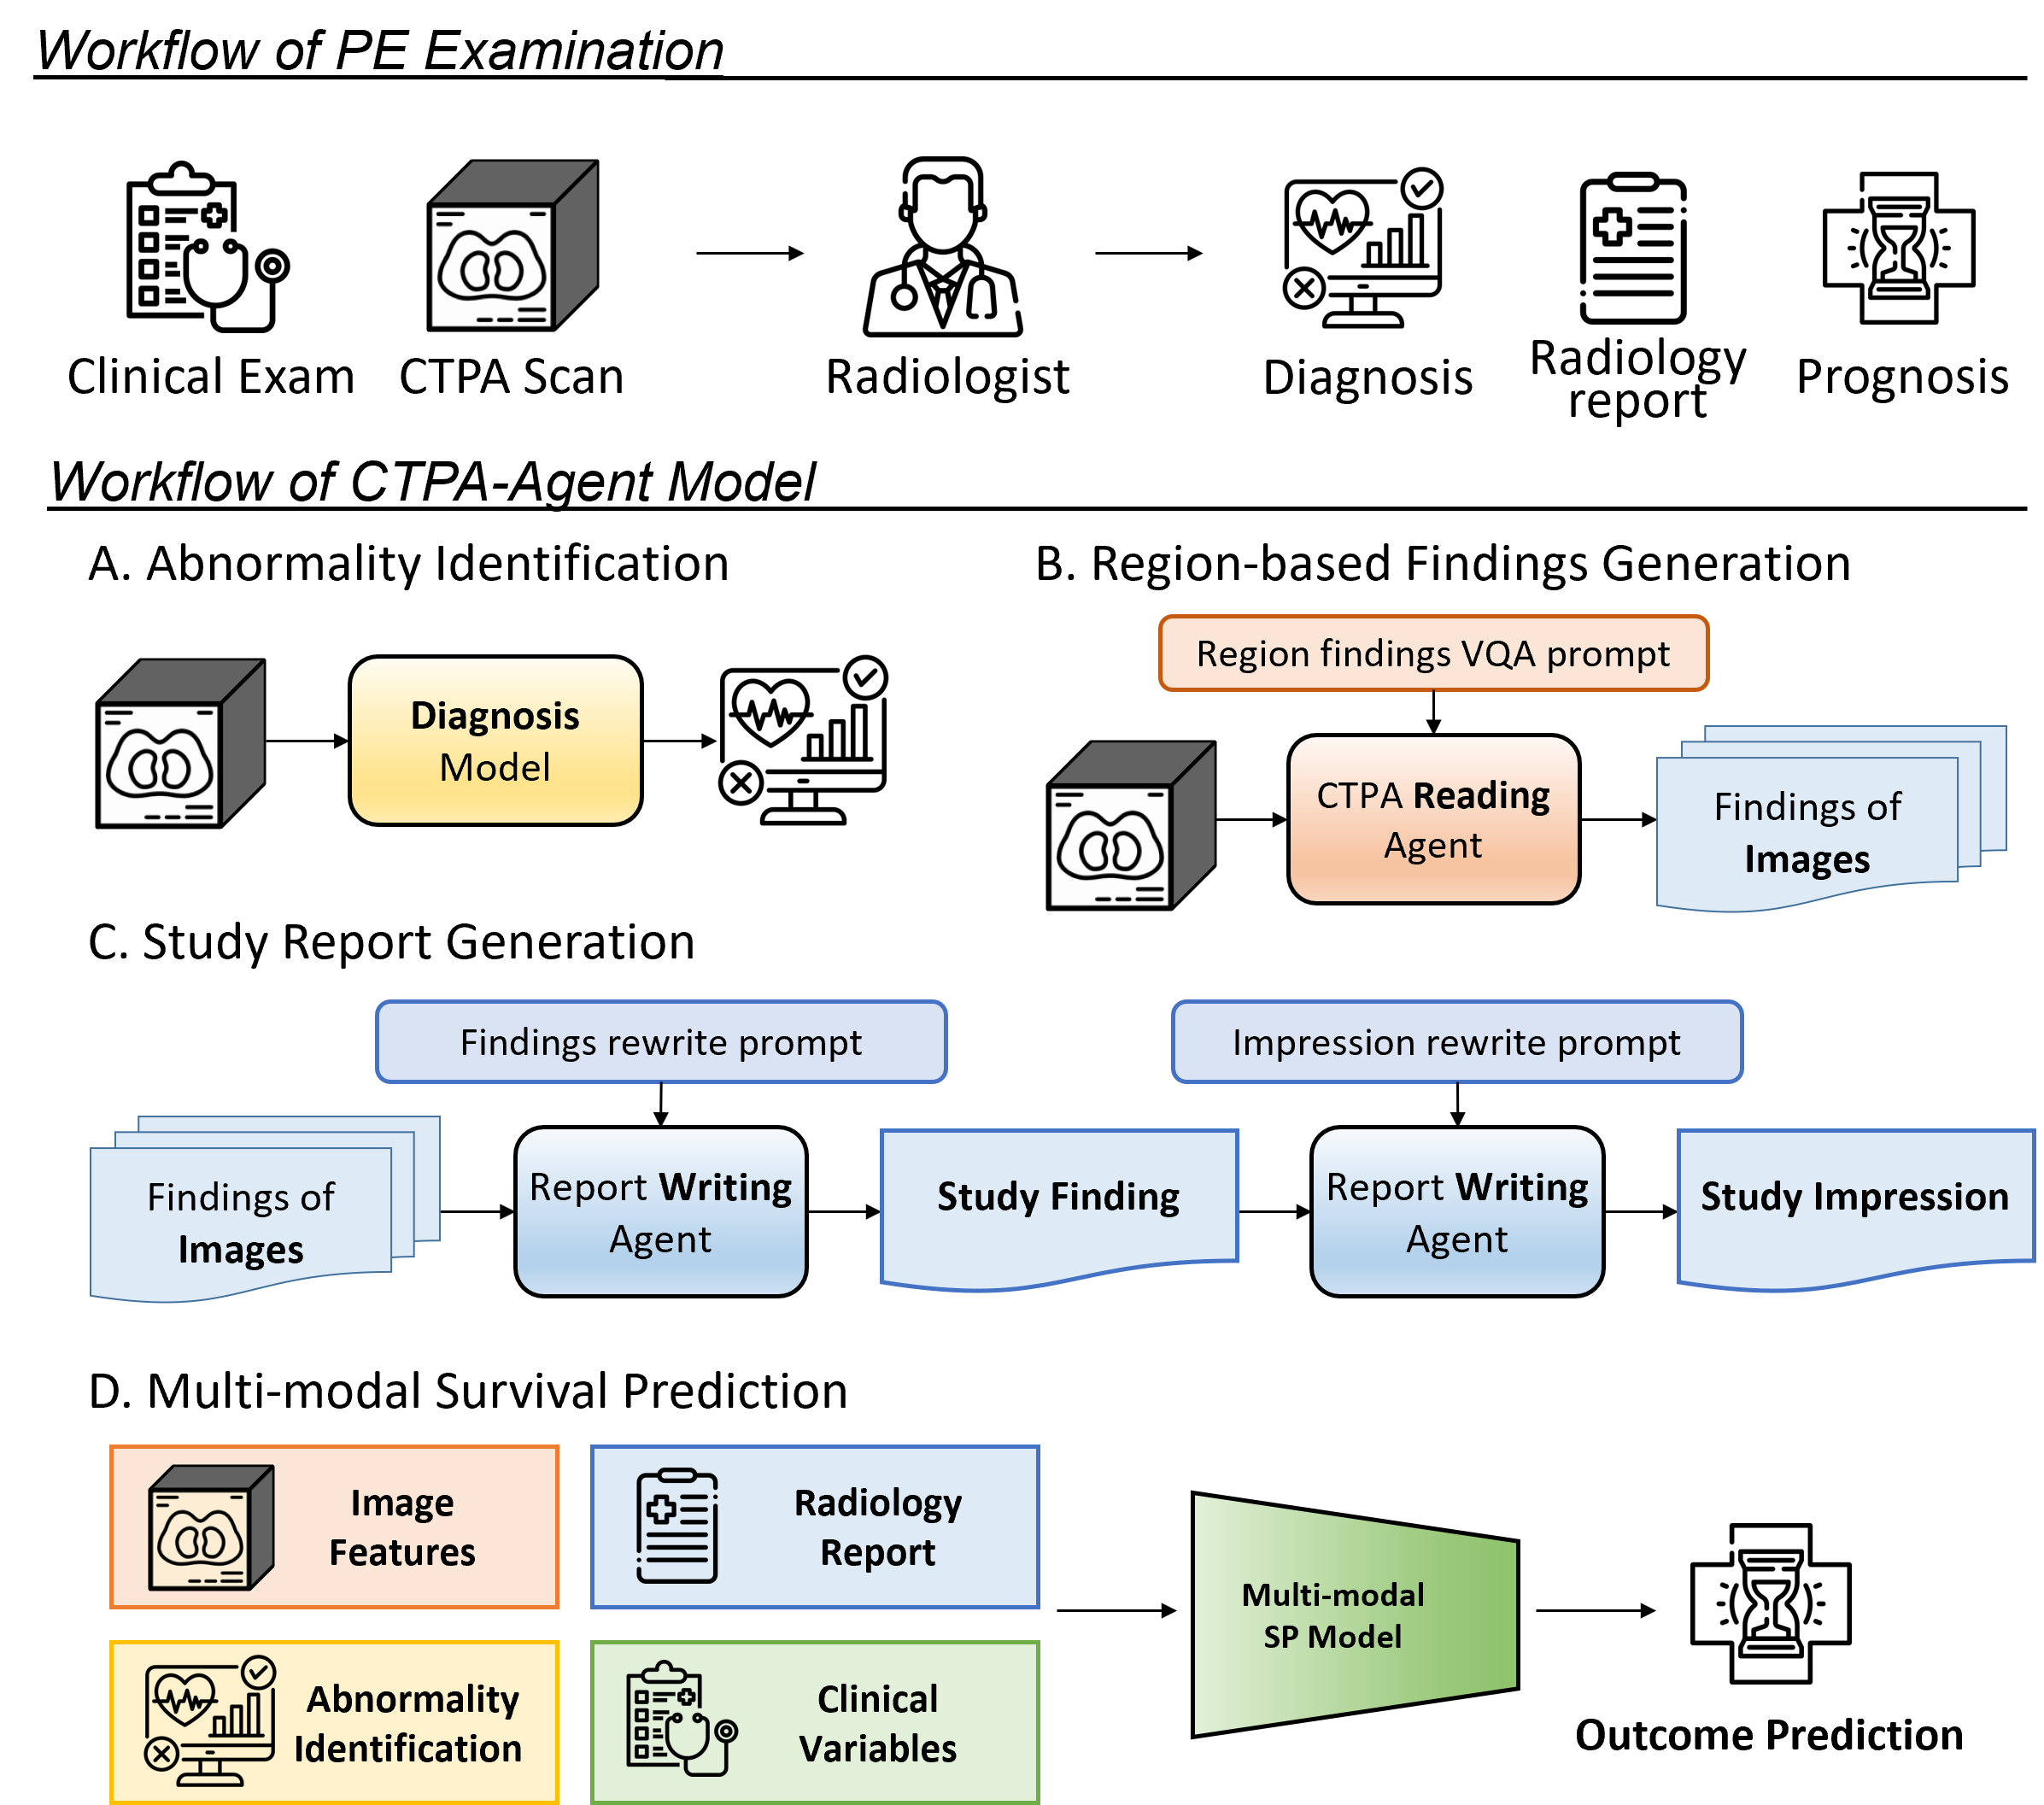 Workflow of PE Examination
Clinical Exam
CTPA Scan
Radiologist
Diagnosis
Radiology
report
Prognosis
Workflow of CTPA-Agent Model
A. Abnormality Identification
Diagnosis
Model
B. Region-based Findings Generation
Region findings VQA prompt
CTPA Reading
Agent
Findings of
Images
C. Study Report Generation
Findings rewrite prompt
Impression rewrite prompt
Findings of
Images
Report Writing
Agent
Study Finding
Report Writing
Agent
Study Impression
D. Multi-modal Survival Prediction
Image
Features
Radiology
Report
Abnormality
Identification
Clinical
Variables
Multi-modal
SP Model
Outcome Prediction